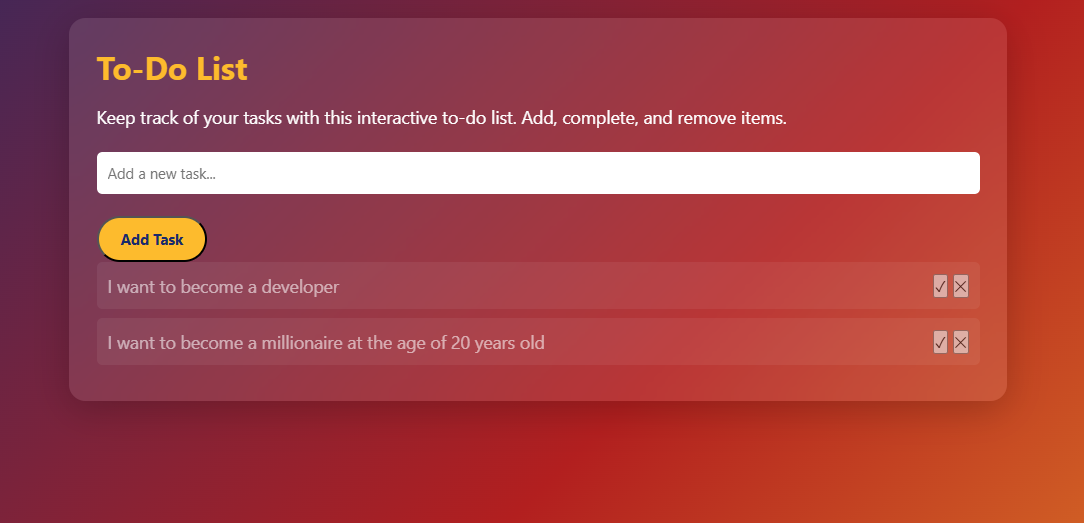 To-Do List
Keep track of your tasks with this interactive to-do list. Add, complete, and remove items.
Add a new task...
Add Task
I want to become a developer ✓ ✕
I want to become a millionaire at the age of 20 years old ✓ ✕